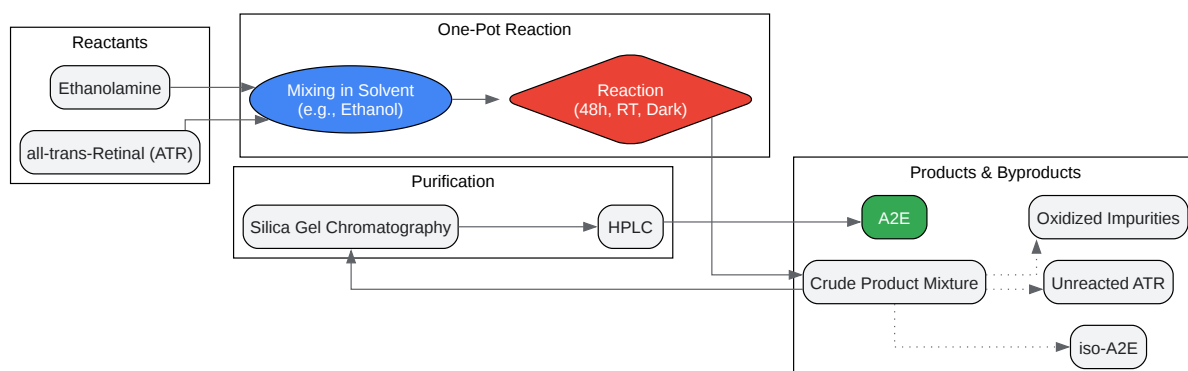 Reactants
Ethanolamine
all-trans-Retinal (ATR)
One-Pot Reaction
Mixing in Solvent
(e.g., Ethanol)
Reaction
(48h, RT, Dark)
Purification
Silica Gel Chromatography
HPLC
Products & Byproducts
A2E
Oxidized Impurities
Crude Product Mixture
Unreacted ATR
iso-A2E